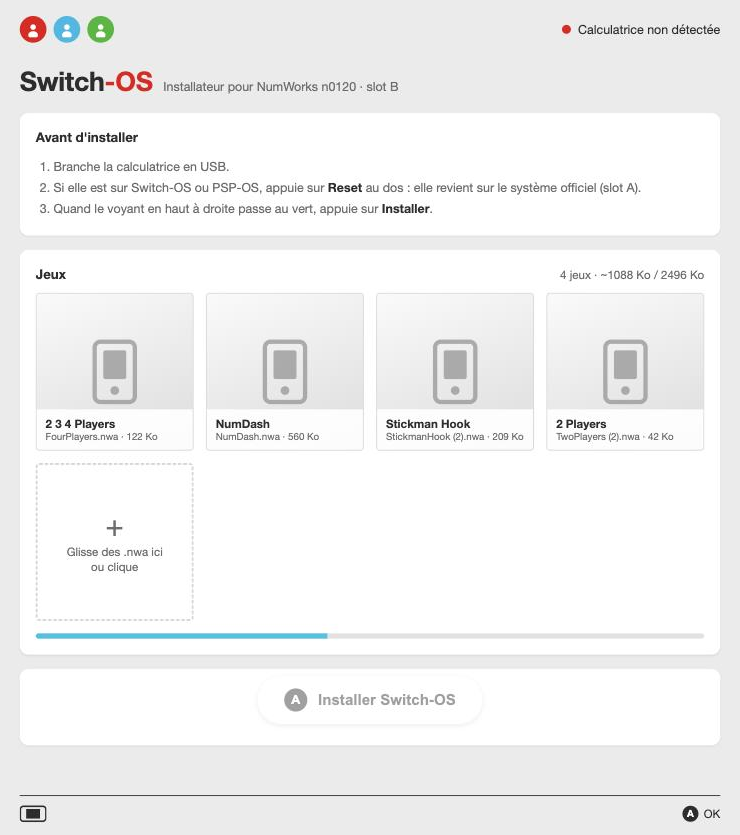 Calculatrice non détectée
Switch-OS Installateur pour NumWorks n0120 · slot B
Avant d'installer
1. Branche la calculatrice en USB.
2. Si elle est sur Switch-OS ou PSP-OS, appuie sur Reset au dos : elle revient sur le système officiel (slot A).
3. Quand le voyant en haut à droite passe au vert, appuie sur Installer.
Jeux
4 jeux · ~1088 Ko / 2496 Ko
2 3 4 Players
FourPlayers.nwa · 122 Ko
NumDash
NumDash.nwa · 560 Ko
Stickman Hook
StickmanHook (2).nwa · 209 Ko
2 Players
TwoPlayers (2).nwa · 42 Ko
+
Glisse des .nwa ici
ou clique
A Installer Switch-OS
A OK